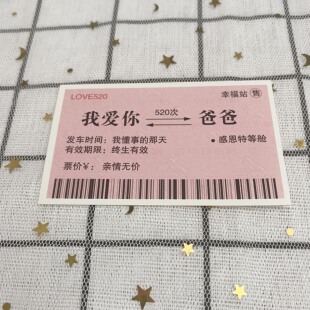 LOVE520 幸福站 售
520次
我爱你 爸爸
发车时间：我懂事的那天 • 感恩特等舱
有效期限：终生有效
票价¥：亲情无价